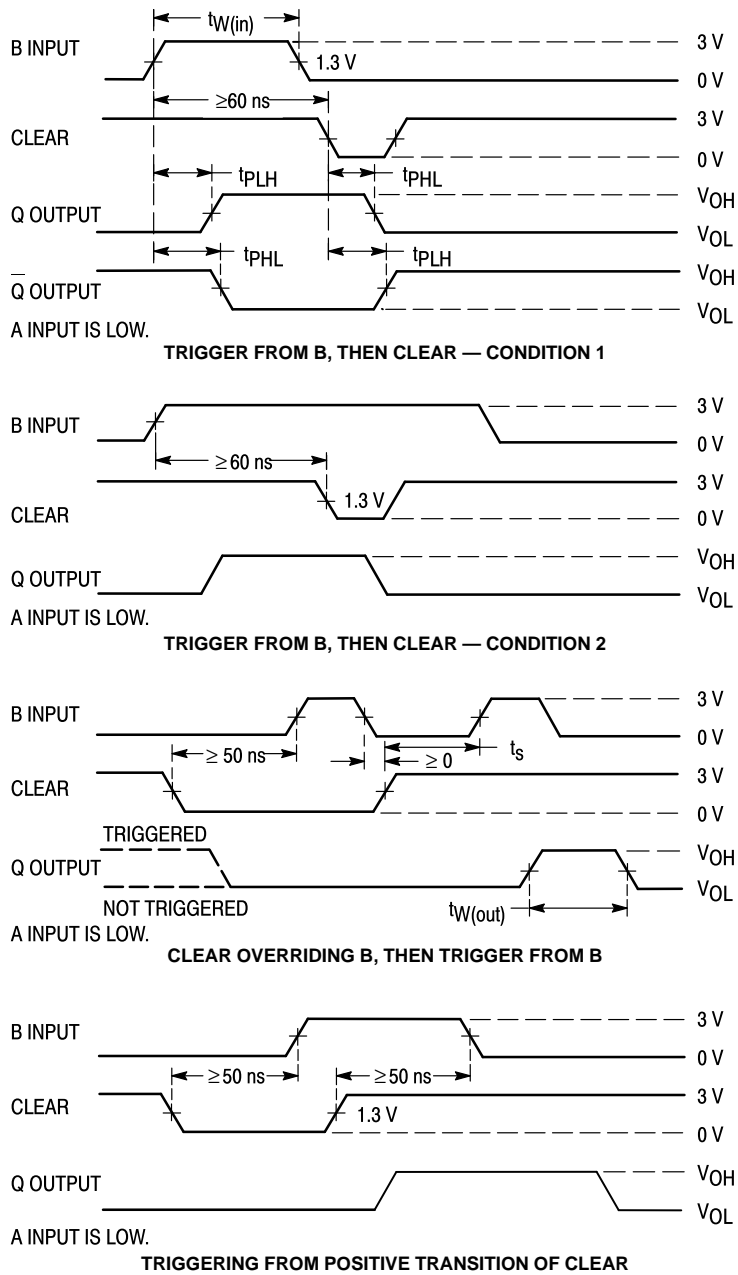 tW(in)
B INPUT
3 V
1.3 V
0 V
≥60 ns
CLEAR
3 V
0 V
tPLH
tPHL
Q OUTPUT
VOH
VOL
tPHL
tPLH
Q̅ OUTPUT
VOH
VOL
A INPUT IS LOW.
TRIGGER FROM B, THEN CLEAR — CONDITION 1
B INPUT
3 V
0 V
≥ 60 ns
CLEAR
1.3 V
3 V
0 V
Q OUTPUT
VOH
VOL
A INPUT IS LOW.
TRIGGER FROM B, THEN CLEAR — CONDITION 2
B INPUT
3 V
0 V
≥ 50 ns
≥ 0
ts
CLEAR
3 V
0 V
TRIGGERED
Q OUTPUT
NOT TRIGGERED
VOH
VOL
tW(out)
A INPUT IS LOW.
CLEAR OVERRIDING B, THEN TRIGGER FROM B
B INPUT
3 V
0 V
≥50 ns
≥50 ns
CLEAR
1.3 V
3 V
0 V
Q OUTPUT
VOH
VOL
A INPUT IS LOW.
TRIGGERING FROM POSITIVE TRANSITION OF CLEAR